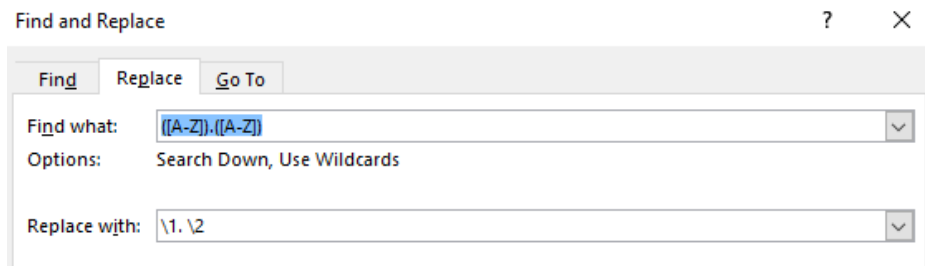 Find and Replace ? ×
Find Replace Go To
Find what: ([A-Z]).([A-Z])
Options: Search Down, Use Wildcards
Replace with: \1. \2